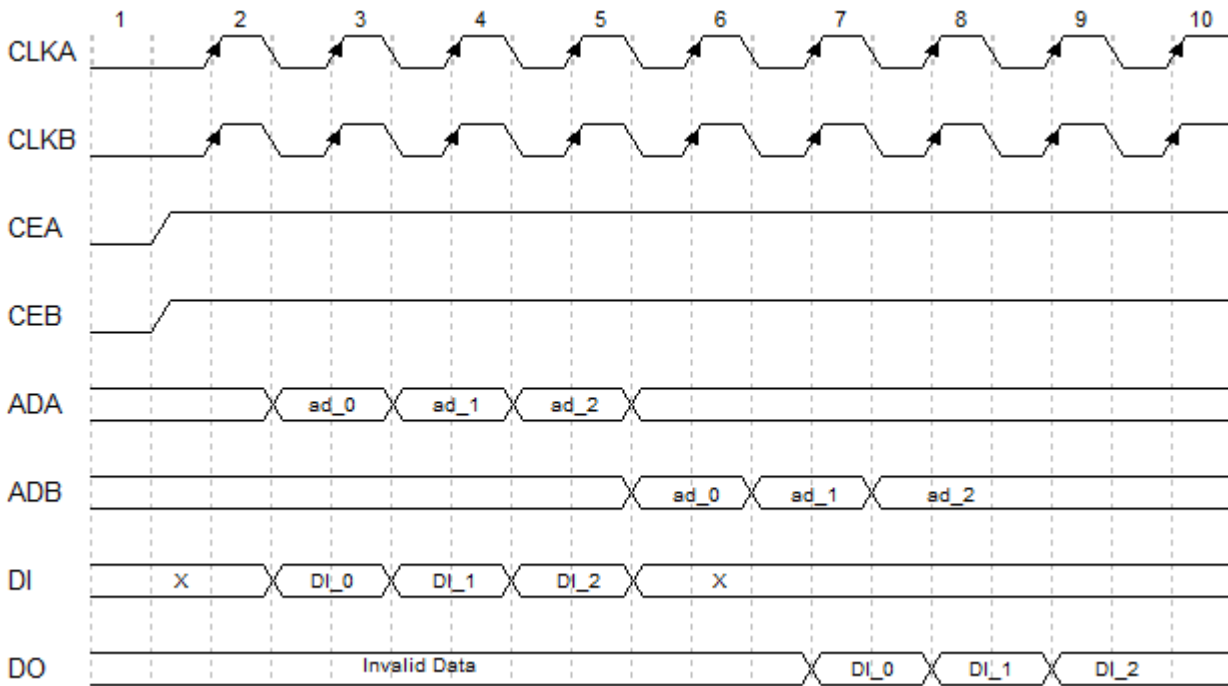 1 2 3 4 5 6 7 8 9 10
CLKA
CLKB
CEA
CEB
ADA ad_0 ad_1 ad_2
ADB ad_0 ad_1 ad_2
DI X DI_0 DI_1 DI_2 X
DO Invalid Data DI_0 DI_1 DI_2